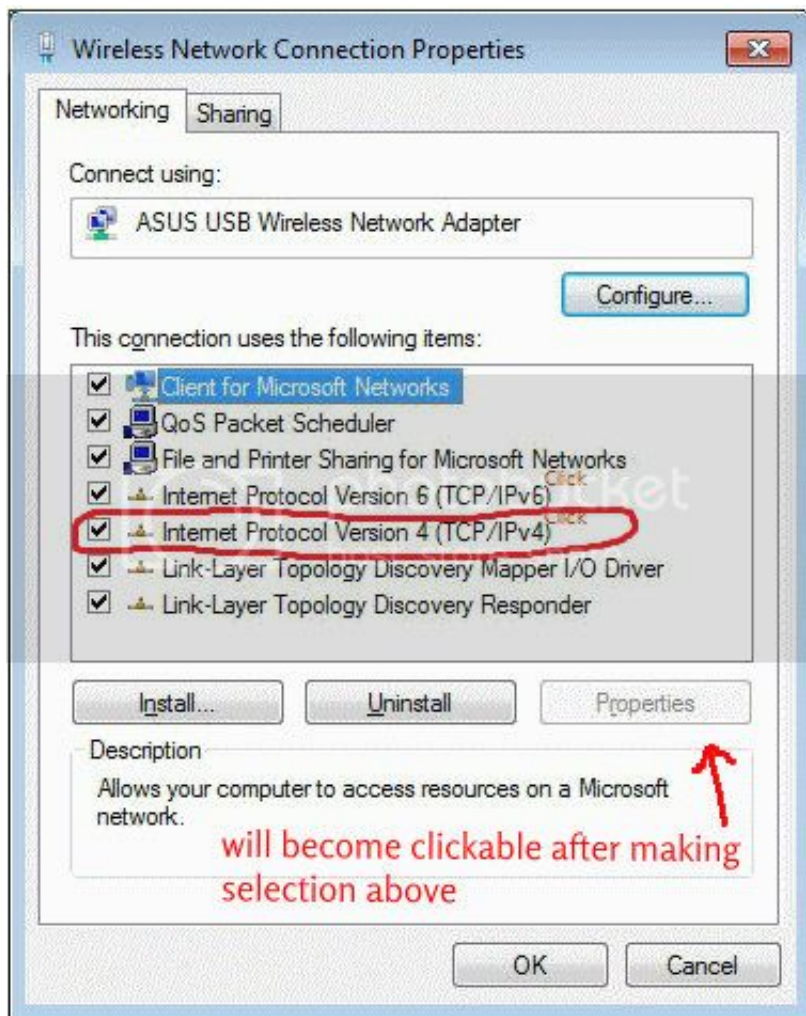 Wireless Network Connection Properties
Networking
Sharing
Connect using:
ASUS USB Wireless Network Adapter
Configure...
This connection uses the following items:
Client for Microsoft Networks
QoS Packet Scheduler
File and Printer Sharing for Microsoft Networks
Internet Protocol Version 6 (TCP/IPv6) Click
Internet Protocol Version 4 (TCP/IPv4) Click
Link-Layer Topology Discovery Mapper I/O Driver
Link-Layer Topology Discovery Responder
Install... Uninstall Properties
Description
Allows your computer to access resources on a Microsoft
network.
will become clickable after making
selection above
OK Cancel